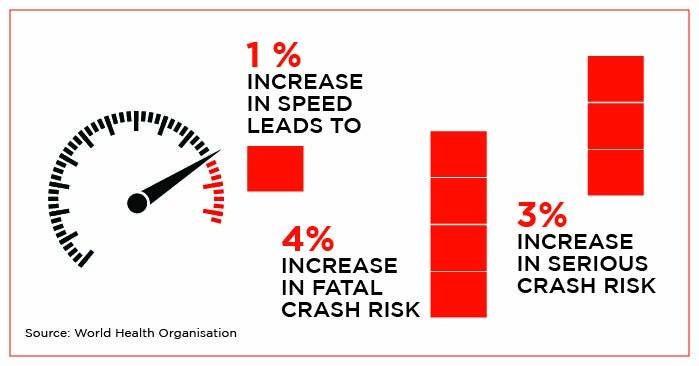 1 %
INCREASE
IN SPEED
LEADS TO
4%
INCREASE
IN FATAL
CRASH RISK
3%
INCREASE
IN SERIOUS
CRASH RISK
Source: World Health Organisation